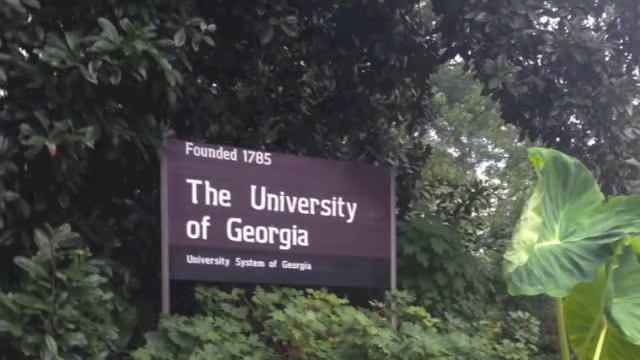 Founded 1785
The University
of Georgia
University System of Georgia